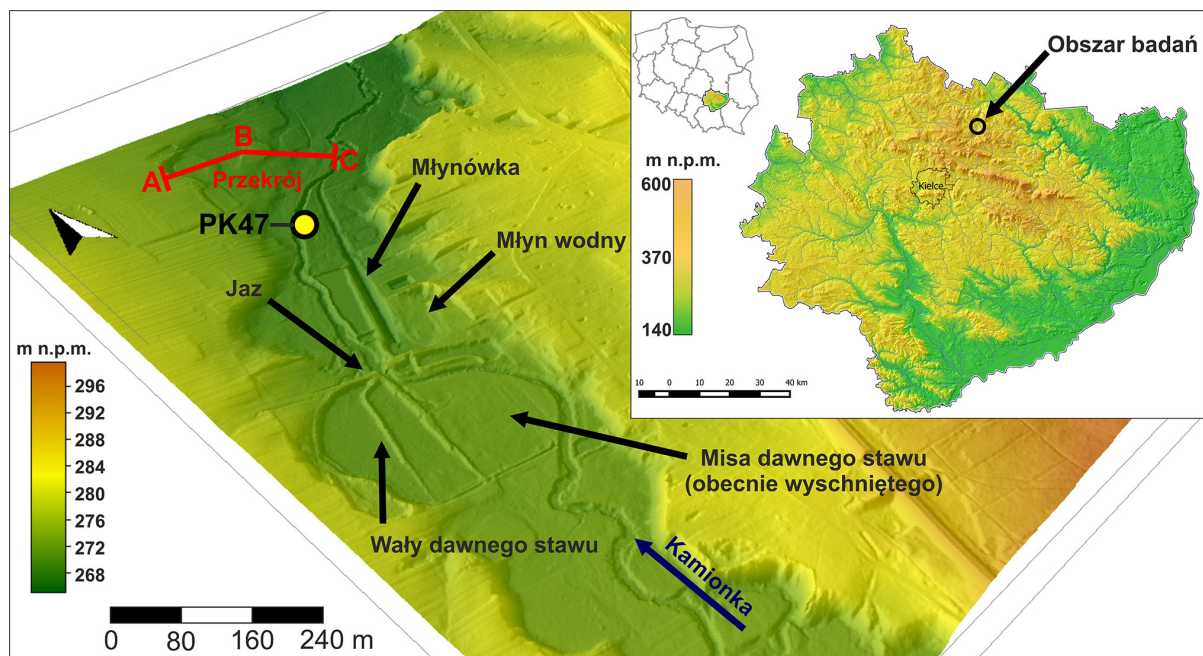 B
A
C
Przekrój
PK47
Młynówka
Młyn wodny
Jaz
m n.p.m.
296
292
288
284
280
276
272
268
Misa dawnego stawu
(obecnie wyschniętego)
Wały dawnego stawu
Kamionka
0 80 160 240 m
Obszar badań
m n.p.m.
600
370
140
Kielce
10 0 10 20 30 40 km